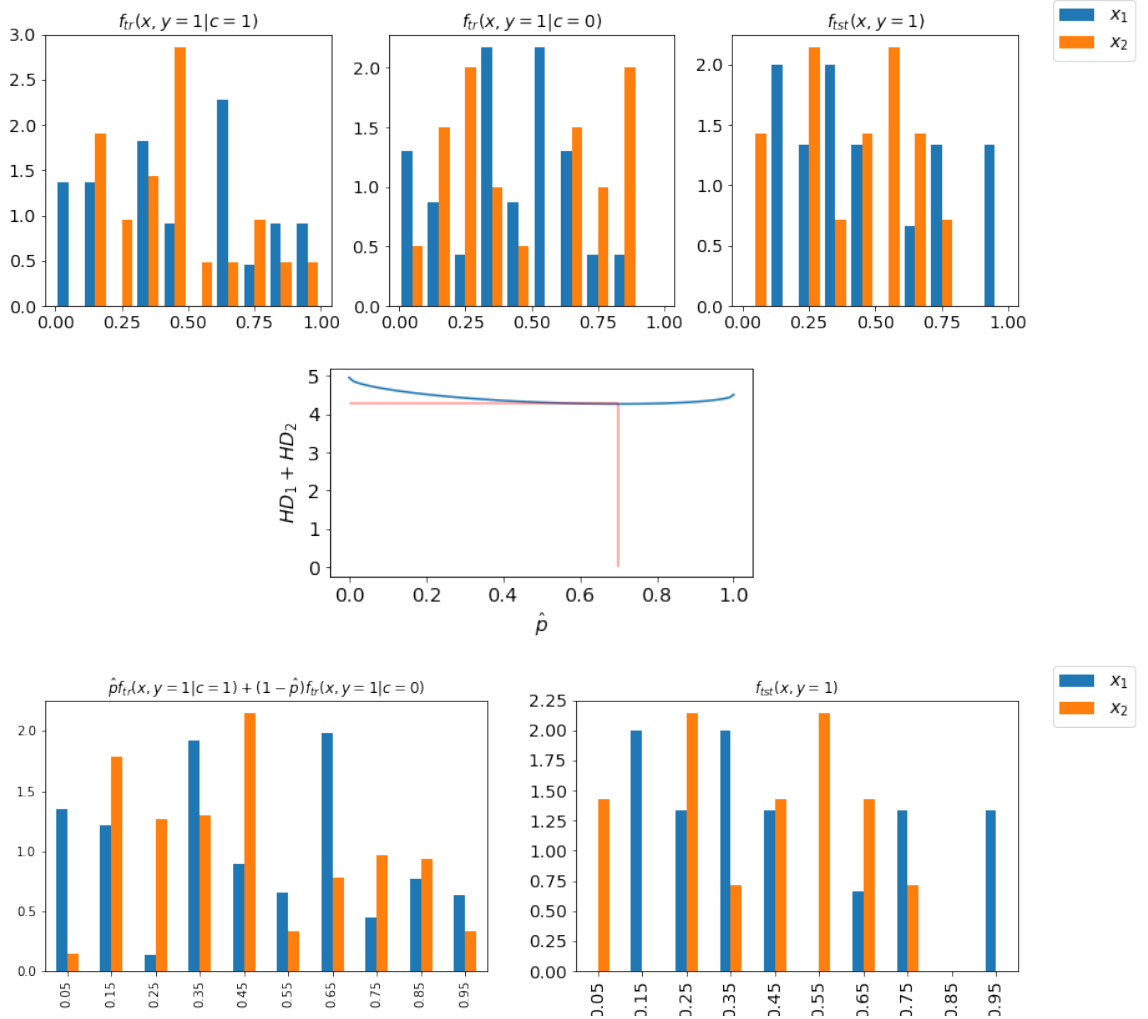 f_tr(x, y = 1|c = 1)
f_tr(x, y = 1|c = 0)
f_tst(x, y = 1)
x₁
x₂
3.0
2.5
2.0
1.5
1.0
0.5
0.0
0.00 0.25 0.50 0.75 1.00
2.0
1.5
1.0
0.5
0.0
0.00 0.25 0.50 0.75 1.00
2.0
1.5
1.0
0.5
0.0
0.00 0.25 0.50 0.75 1.00
HD₁ + HD₂
5
4
3
2
1
0
0.0 0.2 0.4 0.6 0.8 1.0
p̂
p̂f_tr(x, y = 1|c = 1) + (1 − p̂)f_tr(x, y = 1|c = 0)
2.0
1.5
1.0
0.5
0.0
0.05 0.15 0.25 0.35 0.45 0.55 0.65 0.75 0.85 0.95
f_tst(x, y = 1)
x₁
x₂
2.25
2.00
1.75
1.50
1.25
1.00
0.75
0.50
0.25
0.00
0.05 0.15 0.25 0.35 0.45 0.55 0.65 0.75 0.85 0.95